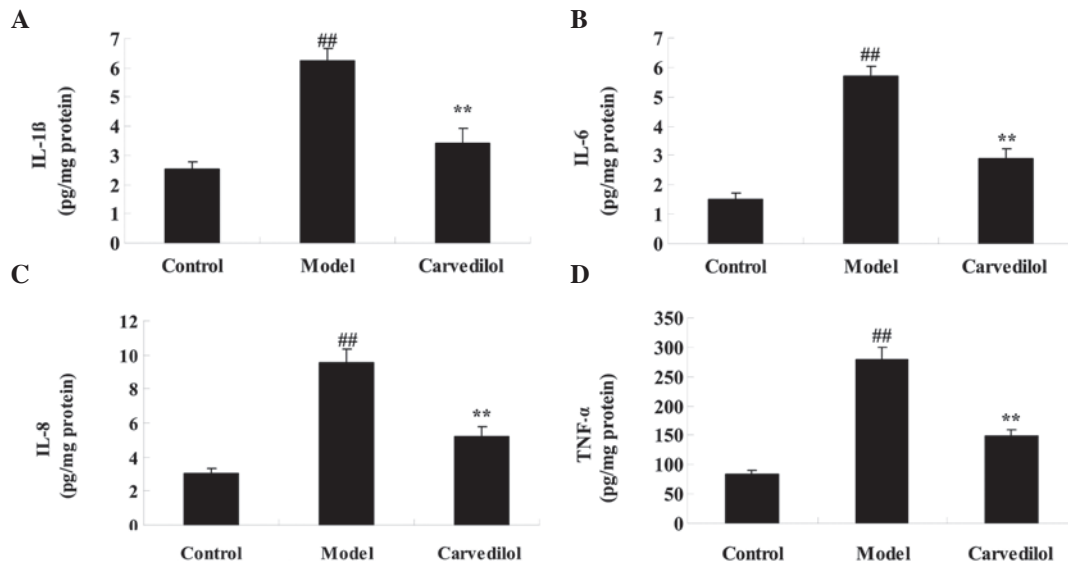 A
IL-1ß
(pg/mg protein)
7
6
5
4
3
2
1
0
##
**
Control Model Carvedilol
B
IL-6
(pg/mg protein)
7
6
5
4
3
2
1
0
##
**
Control Model Carvedilol
C
IL-8
(pg/mg protein)
12
10
8
6
4
2
0
##
**
Control Model Carvedilol
D
TNF-α
(pg/mg protein)
350
300
250
200
150
100
50
0
##
**
Control Model Carvedilol